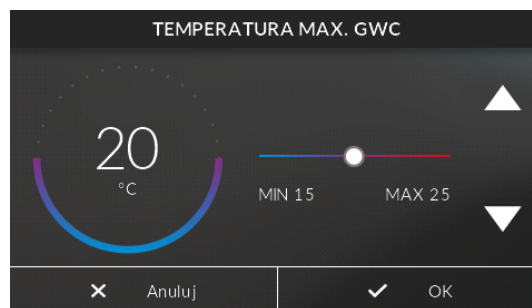 TEMPERATURA MAX. GWC
20
°C
MIN 15 MAX 25
Anuluj OK